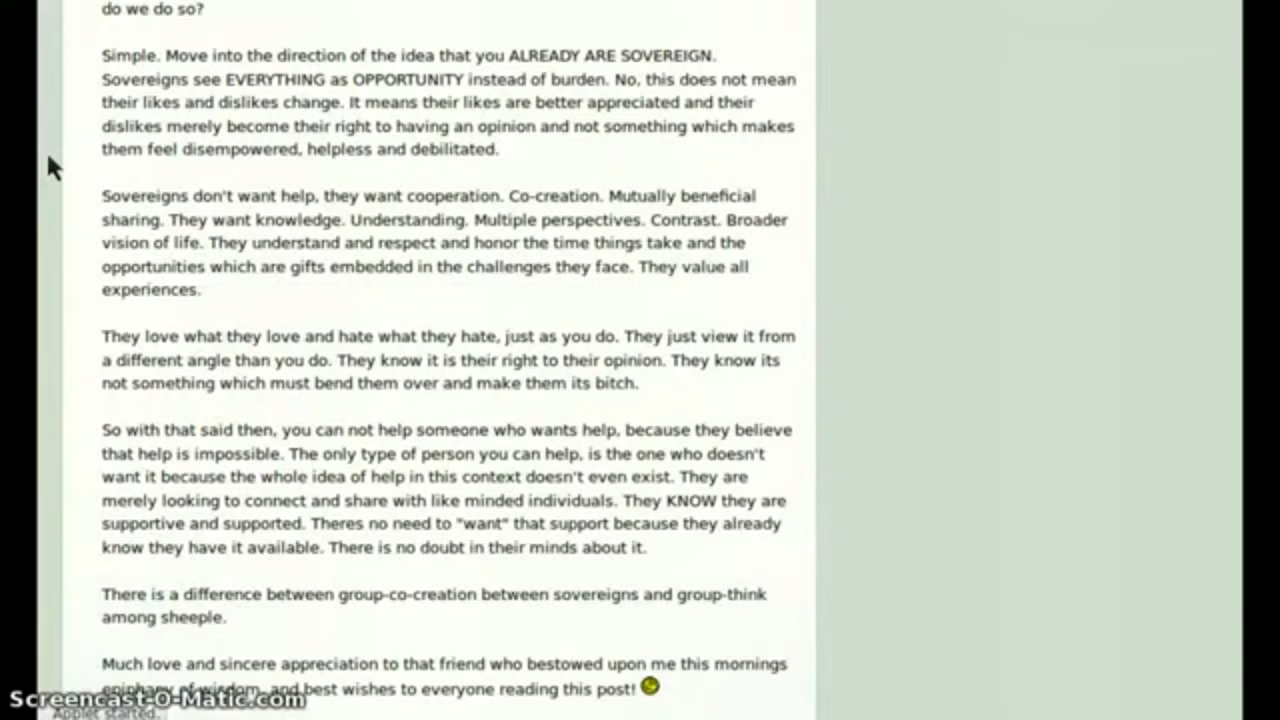 do we do so?
Simple. Move into the direction of the idea that you ALREADY ARE SOVEREIGN.
Sovereigns see EVERYTHING as OPPORTUNITY instead of burden. No, this does not mean
their likes and dislikes change. It means their likes are better appreciated and their
dislikes merely become their right to having an opinion and not something which makes
them feel disempowered, helpless and debilitated.
Sovereigns don't want help, they want cooperation. Co-creation. Mutually beneficial
sharing. They want knowledge. Understanding. Multiple perspectives. Contrast. Broader
vision of life. They understand and respect and honor the time things take and the
opportunities which are gifts embedded in the challenges they face. They value all
experiences.
They love what they love and hate what they hate, just as you do. They just view it from
a different angle than you do. They know it is their right to their opinion. They know its
not something which must bend them over and make them its bitch.
So with that said then, you can not help someone who wants help, because they believe
that help is impossible. The only type of person you can help, is the one who doesn't
want it because the whole idea of help in this context doesn't even exist. They are
merely looking to connect and share with like minded individuals. They KNOW they are
supportive and supported. Theres no need to "want" that support because they already
know they have it available. There is no doubt in their minds about it.
There is a difference between group-co-creation between sovereigns and group-think
among sheeple.
Much love and sincere appreciation to that friend who bestowed upon me this mornings
epiphany of wisdom, and best wishes to everyone reading this post!
Screencast-O-Matic.com
Applet started.